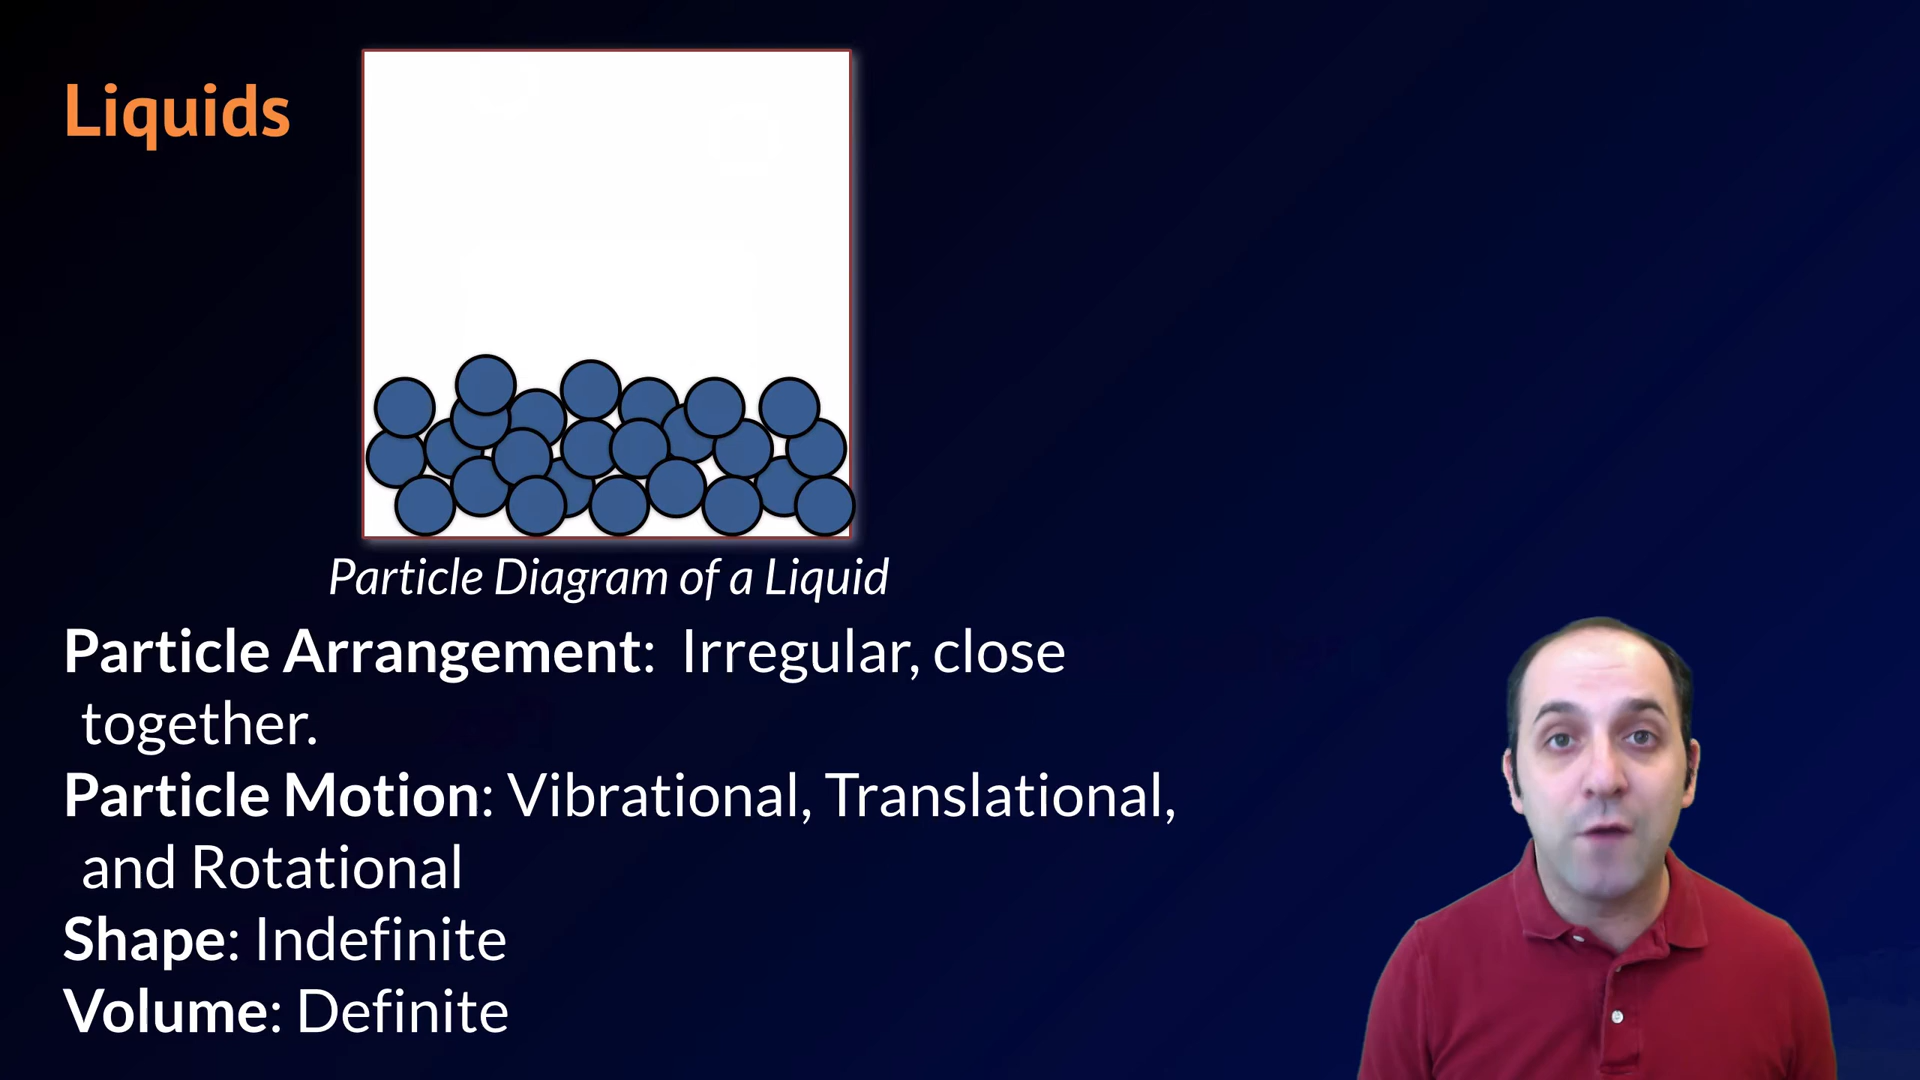 Liquids
Particle Diagram of a Liquid
Particle Arrangement: Irregular, close
together.
Particle Motion: Vibrational, Translational,
and Rotational
Shape: Indefinite
Volume: Definite